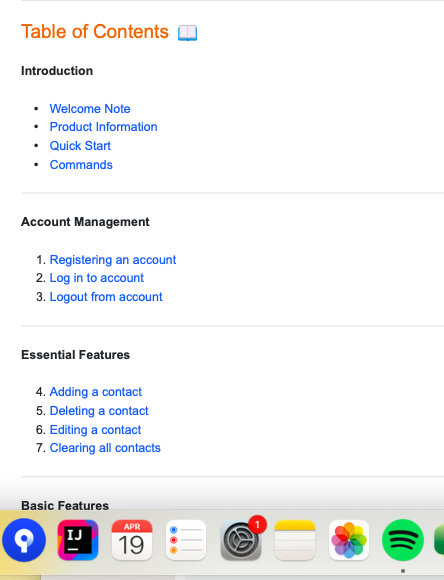 Table of Contents
Introduction
• Welcome Note
• Product Information
• Quick Start
• Commands
Account Management
1. Registering an account
2. Log in to account
3. Logout from account
Essential Features
4. Adding a contact
5. Deleting a contact
6. Editing a contact
7. Clearing all contacts
Basic Features
IJ
APR
19
1